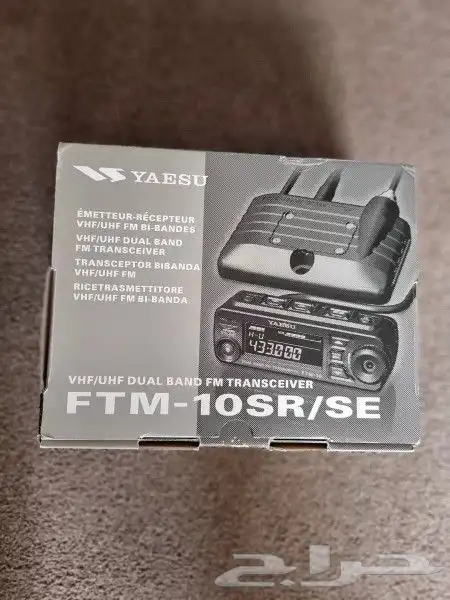 YAESU
ÉMETTEUR-RÉCEPTEUR
VHF/UHF FM BI-BANDES
VHF/UHF DUAL BAND
FM TRANSCEIVER
TRANSCEPTOR BIBANDA
VHF/UHF FM
RICETRASMETTITORE
VHF/UHF FM BI-BANDA
YAESU
433.000
VHF/UHF DUAL BAND FM TRANSCEIVER
FTM-10SR/SE
حراج